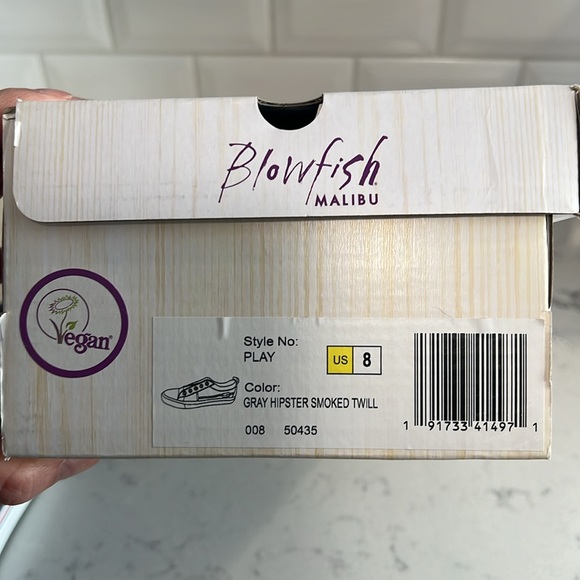 Blowfish
MALIBU
Vegan
Style No:
PLAY
US 8
Color:
GRAY HIPSTER SMOKED TWILL
008 50435
1 91733 41497 1